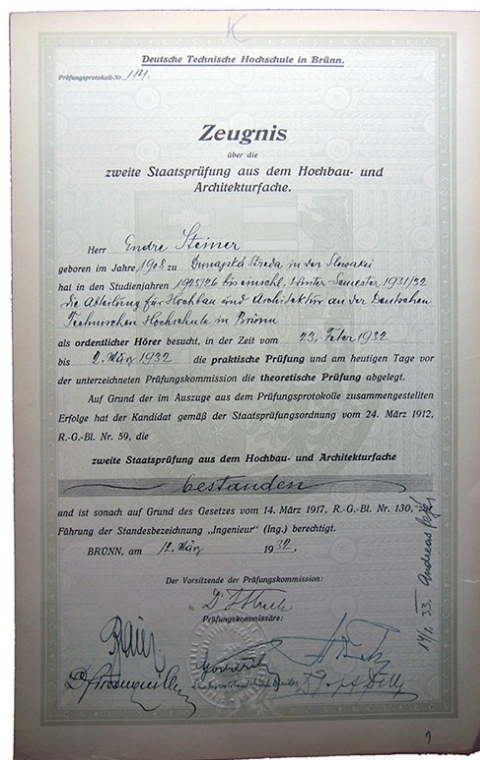 Deutsche Technische Hochschule in Brünn.
Prüfungsprotokoll-Nr. 114.
Zeugnis
über die
zweite Staatsprüfung aus dem Hochbau- und
Architekturfache.
Herr Endre Steiner
geboren im Jahre 1908 zu Dunajská Streda in der Slowakei
hat in den Studienjahren 1925/26 bis einschl. Winter-Semester 1931/32
die Abteilung für Hochbau und Architektur an der Deutschen
Technischen Hochschule in Brünn
als ordentlicher Hörer besucht, in der Zeit vom 23. Feber 1932
bis 2. März 1932 die praktische Prüfung und am heutigen Tage vor
der unterzeichneten Prüfungskommission die theoretische Prüfung abgelegt.
Auf Grund der im Auszuge aus dem Prüfungsprotokolle zusammengestellten
Erfolge hat der Kandidat gemäß der Staatsprüfungsordnung vom 24. März 1912,
R.-G.-Bl. Nr. 59, die
zweite Staatsprüfung aus dem Hochbau- und Architekturfache
bestanden
und ist sonach auf Grund des Gesetzes vom 14. März 1917, R.-G.-Bl. Nr. 130, zur
Führung der Standesbezeichnung „Ingenieur" (Ing.) berechtigt.
BRÜNN, am 12. März 1932.
Der Vorsitzende der Prüfungskommission:
Prüfungskommissäre:
14/1. 33. Andreas